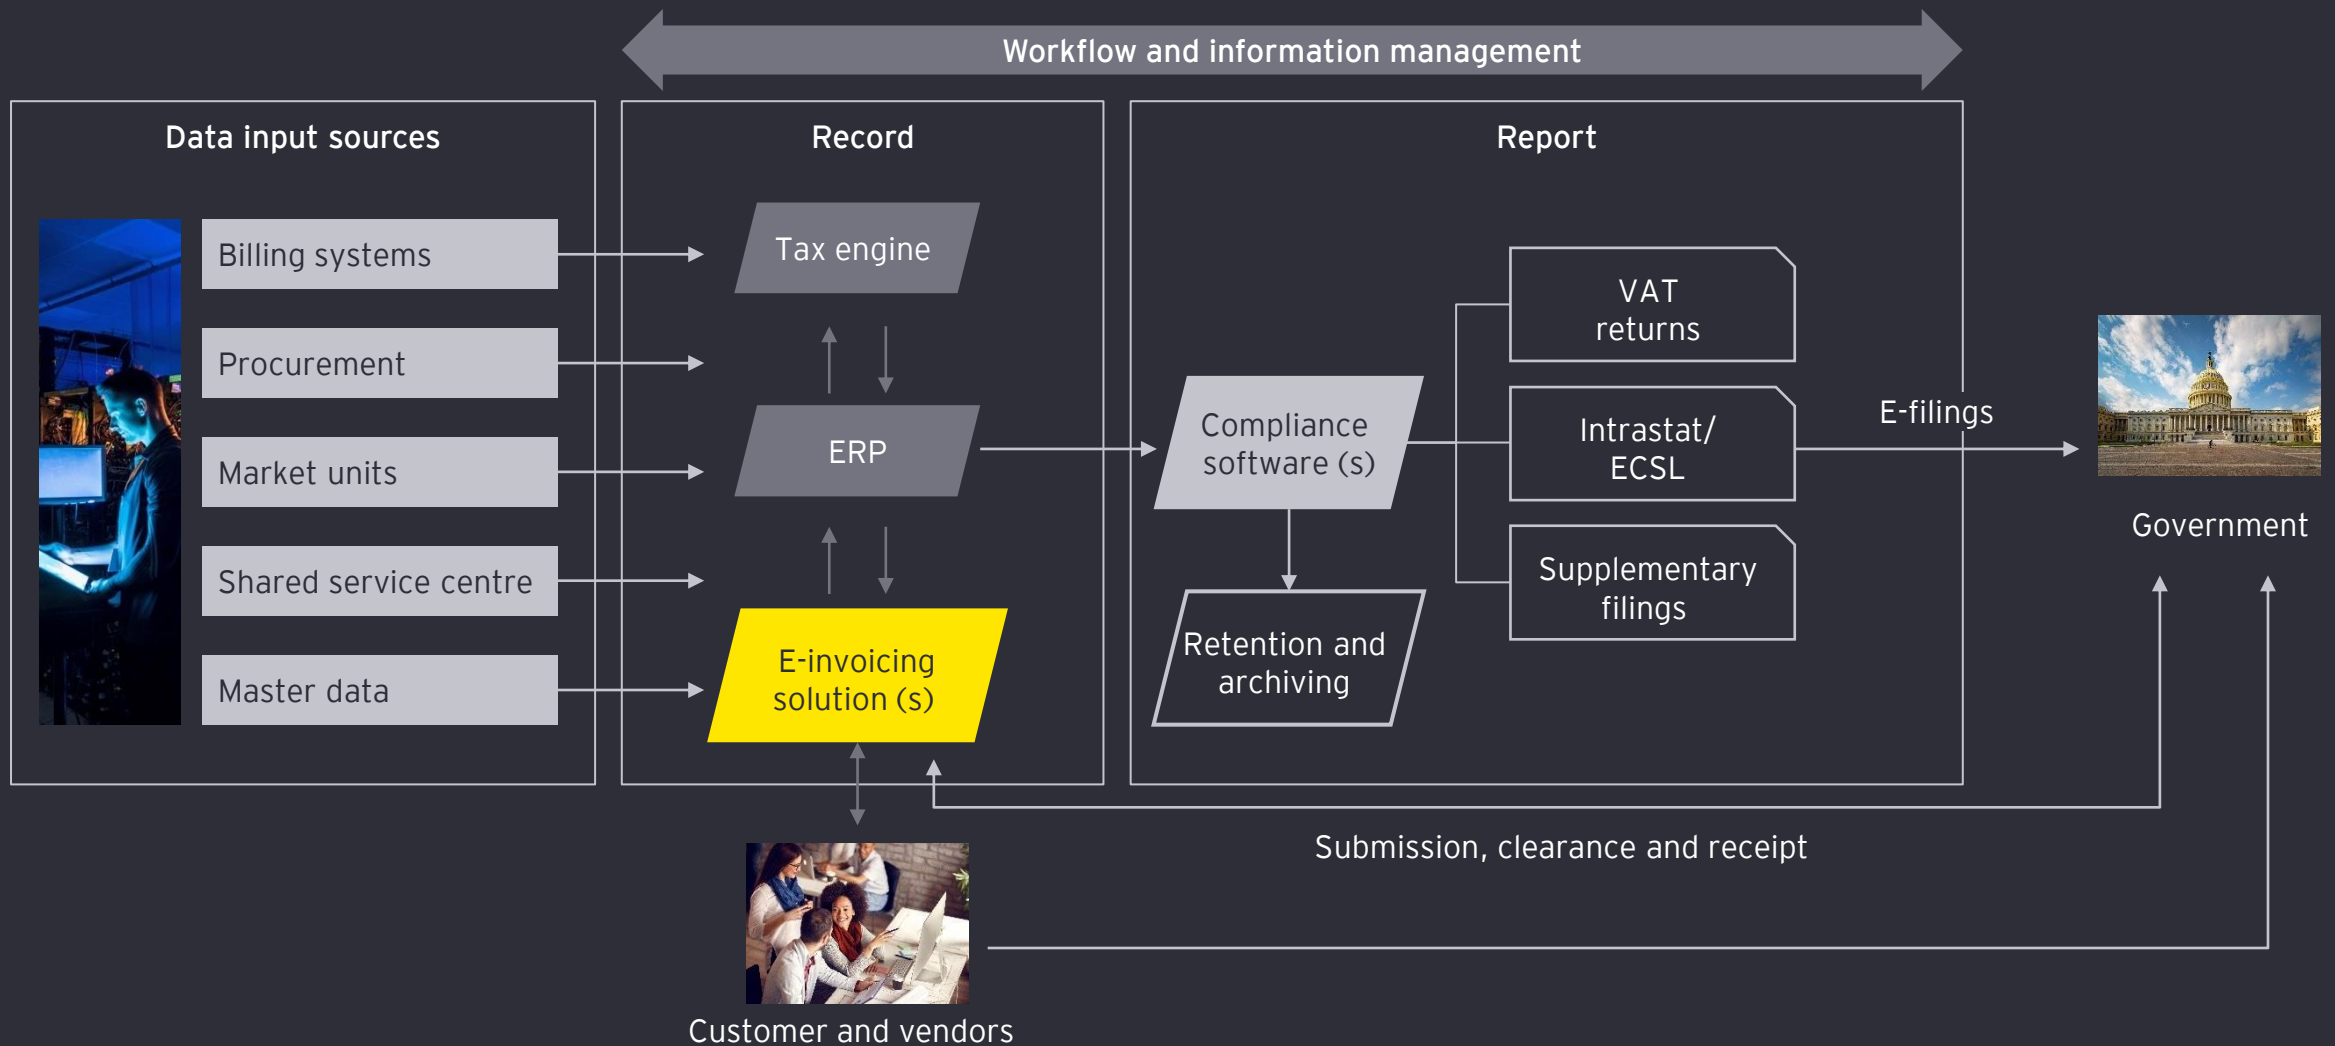 Workflow and information management
Data input sources
Billing systems
Procurement
Market units
Shared service centre
Master data
Record
Tax engine
ERP
E-invoicing
solution (s)
Report
Compliance
software (s)
Retention and
archiving
VAT
returns
Intrastat/
ECSL
Supplementary
filings
E-filings
Government
Submission, clearance and receipt
Customer and vendors